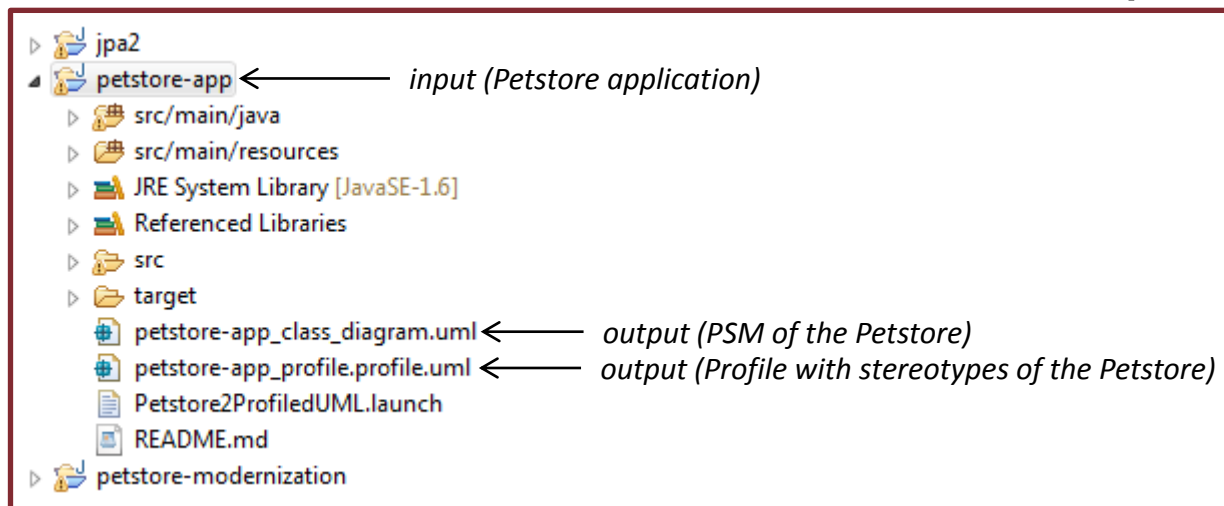 jpa2
petstore-app input (Petstore application)
src/main/java
src/main/resources
JRE System Library [JavaSE-1.6]
Referenced Libraries
src
target
petstore-app_class_diagram.uml output (PSM of the Petstore)
petstore-app_profile.profile.uml output (Profile with stereotypes of the Petstore)
Petstore2ProfiledUML.launch
README.md
petstore-modernization